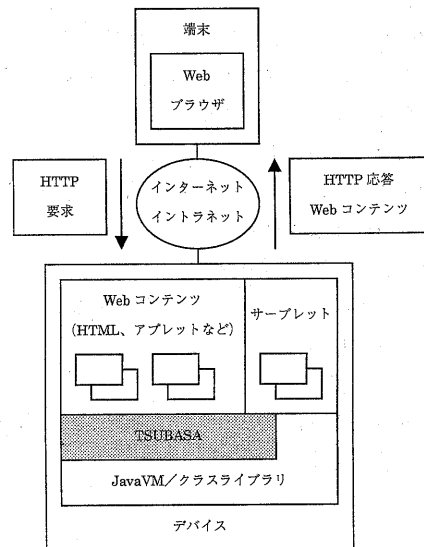 端末
Web
ブラウザ
HTTP
要求
インターネット
イントラネット
HTTP 応答
Web コンテンツ
Web コンテンツ
(HTML、アプレットなど)
サーブレット
TSUBASA
JavaVM／クラスライブラリ
デバイス